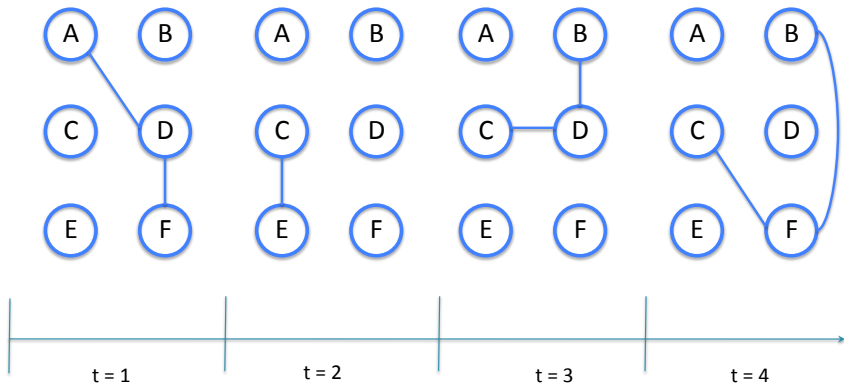 A B A B A B A B
C D C D C D C D
E F E F E F E F
t = 1 t = 2 t = 3 t = 4